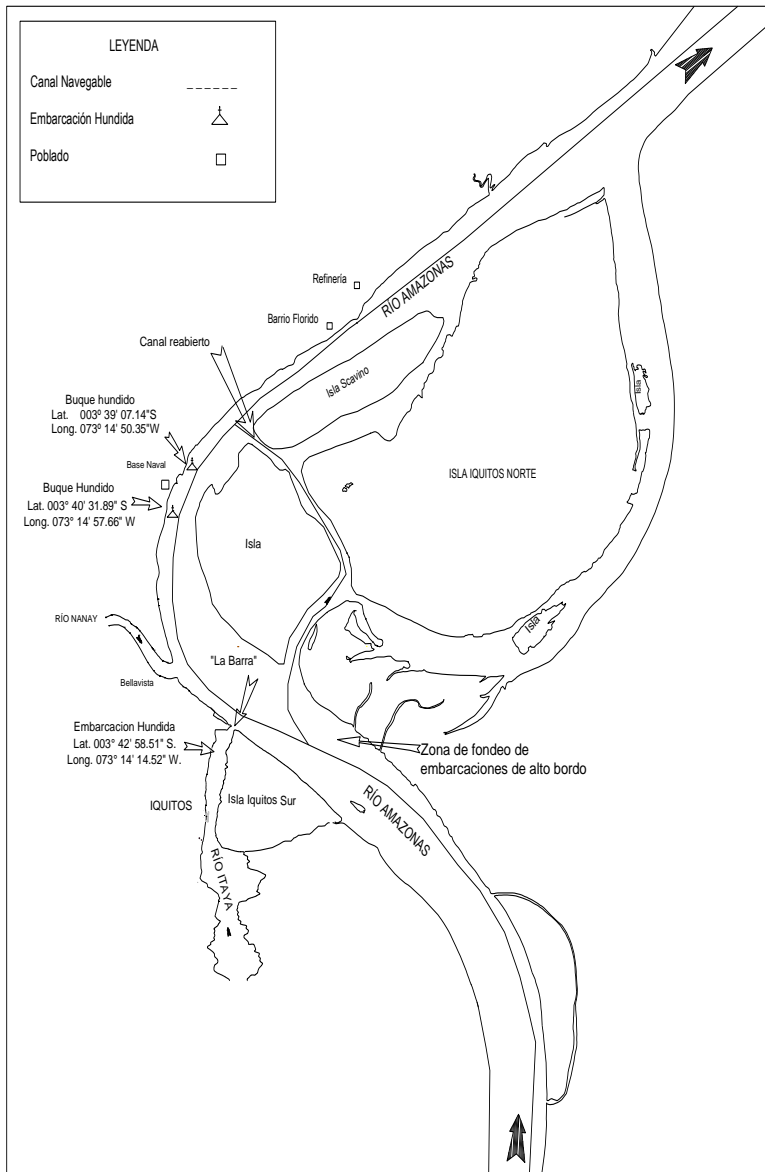 LEYENDA
Canal Navegable
Embarcación Hundida
Poblado
Refinería
RÍO AMAZONAS
Barrio Florido
Canal reabierto
Isla Scavino
Isla
Buque hundido
Lat. 003º 39' 07.14"S
Long. 073º 14' 50.35"W
Base Naval
ISLA IQUITOS NORTE
Buque Hundido
Lat. 003° 40' 31.89" S
Long. 073° 14' 57.66" W
Isla
RÍO NANAY
Isla
"La Barra"
Bellavista
Embarcacion Hundida
Lat. 003° 42' 58.51" S.
Long. 073° 14' 14.52" W.
Zona de fondeo de
embarcaciones de alto bordo
IQUITOS
Isla Iquitos Sur
RÍO AMAZONAS
RÍO ITAYA